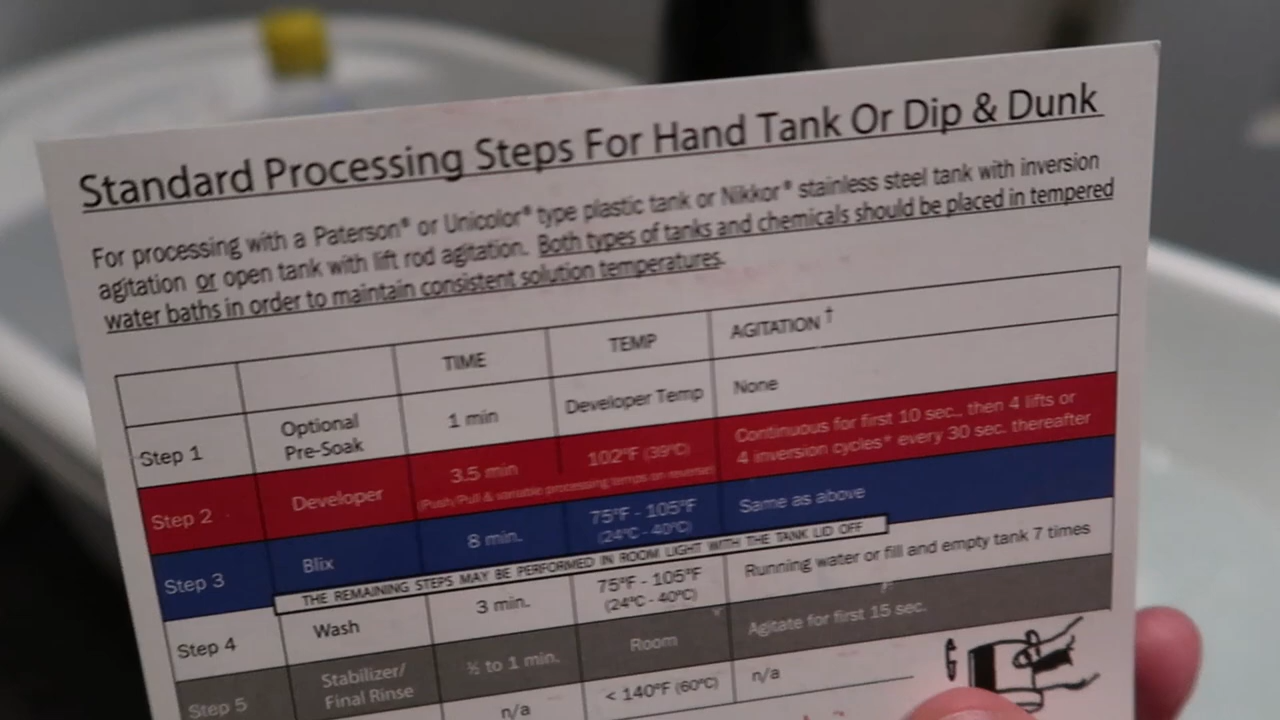 Standard Processing Steps For Hand Tank Or Dip & Dunk
For processing with a Paterson® or Unicolor® type plastic tank or Nikkor® stainless steel tank with inversion
agitation or open tank with lift rod agitation. Both types of tanks and chemicals should be placed in tempered
water baths in order to maintain consistent solution temperatures.
TIME TEMP AGITATION †
Step 1 Optional Pre-Soak 1 min Developer Temp None
Step 2 Developer 3.5 min 102°F (39°C) Continuous for first 10 sec., then 4 lifts or
4 inversion cycles* every 30 sec. thereafter
(Push/Pull & variable processing temps on reverse)
Step 3 Blix 8 min. 75°F - 105°F (24°C - 40°C) Same as above
THE REMAINING STEPS MAY BE PERFORMED IN ROOM LIGHT WITH THE TANK LID OFF
Step 4 Wash 3 min. 75°F - 105°F (24°C - 40°C) Running water or fill and empty tank 7 times
Step 5 Stabilizer/ Final Rinse ½ to 1 min. Room Agitate for first 15 sec.
n/a < 140°F (60°C) n/a